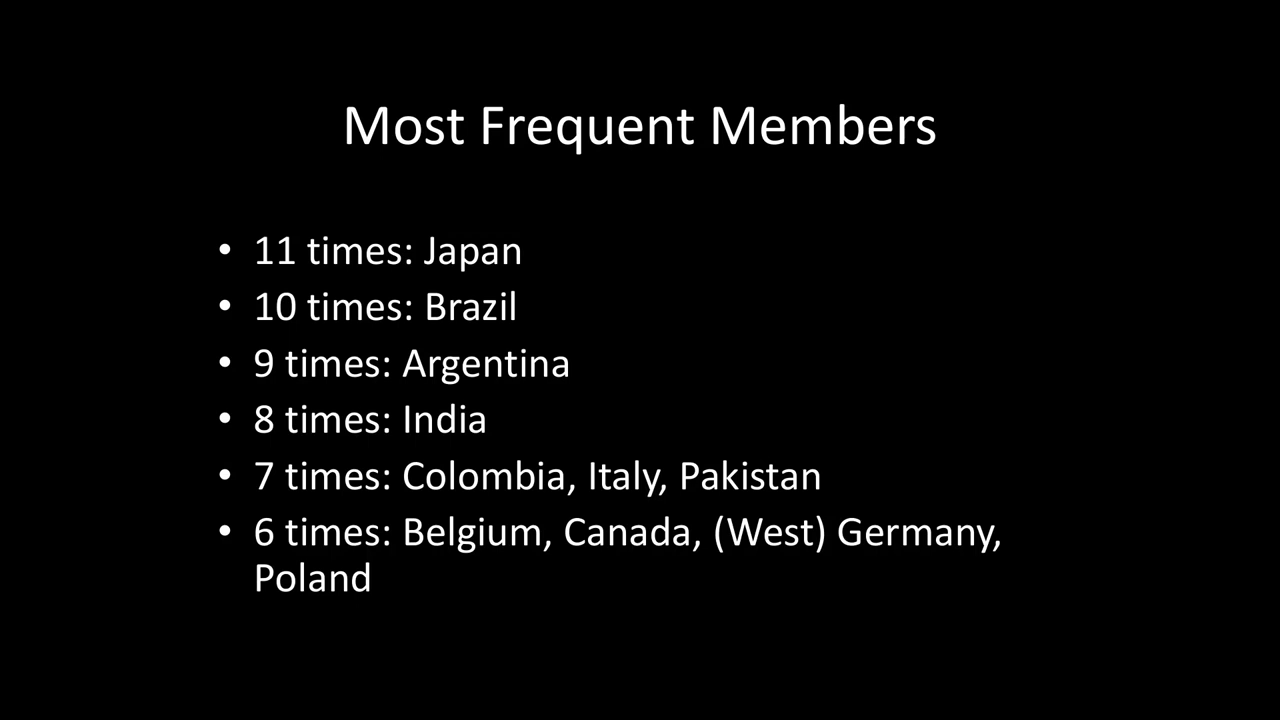 Most Frequent Members
• 11 times: Japan
• 10 times: Brazil
• 9 times: Argentina
• 8 times: India
• 7 times: Colombia, Italy, Pakistan
• 6 times: Belgium, Canada, (West) Germany,
Poland